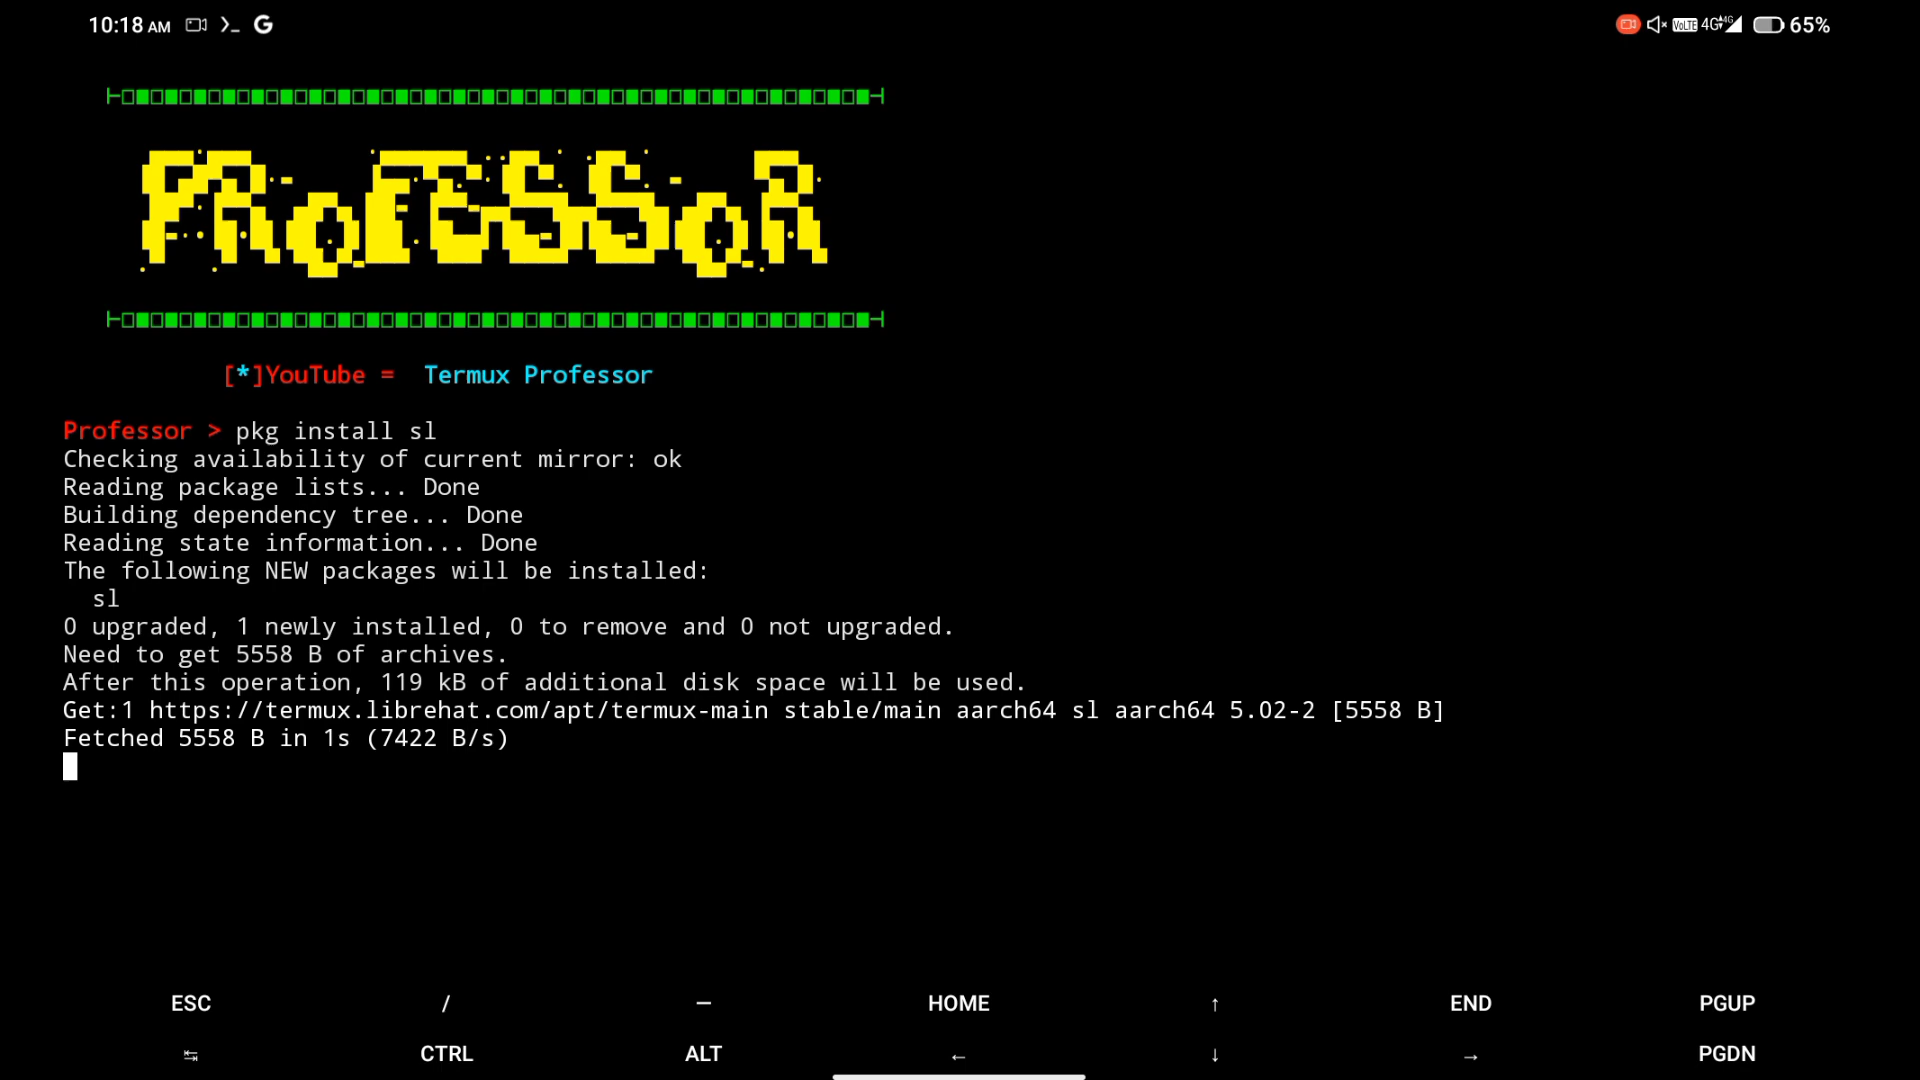 10:18 AM
VoLTE 4G 4G 65%
PRoFESSoR
[*]YouTube = Termux Professor
Professor > pkg install sl
Checking availability of current mirror: ok
Reading package lists... Done
Building dependency tree... Done
Reading state information... Done
The following NEW packages will be installed:
sl
0 upgraded, 1 newly installed, 0 to remove and 0 not upgraded.
Need to get 5558 B of archives.
After this operation, 119 kB of additional disk space will be used.
Get:1 https://termux.librehat.com/apt/termux-main stable/main aarch64 sl aarch64 5.02-2 [5558 B]
Fetched 5558 B in 1s (7422 B/s)
ESC / — HOME ↑ END PGUP
↹ CTRL ALT ← ↓ → PGDN